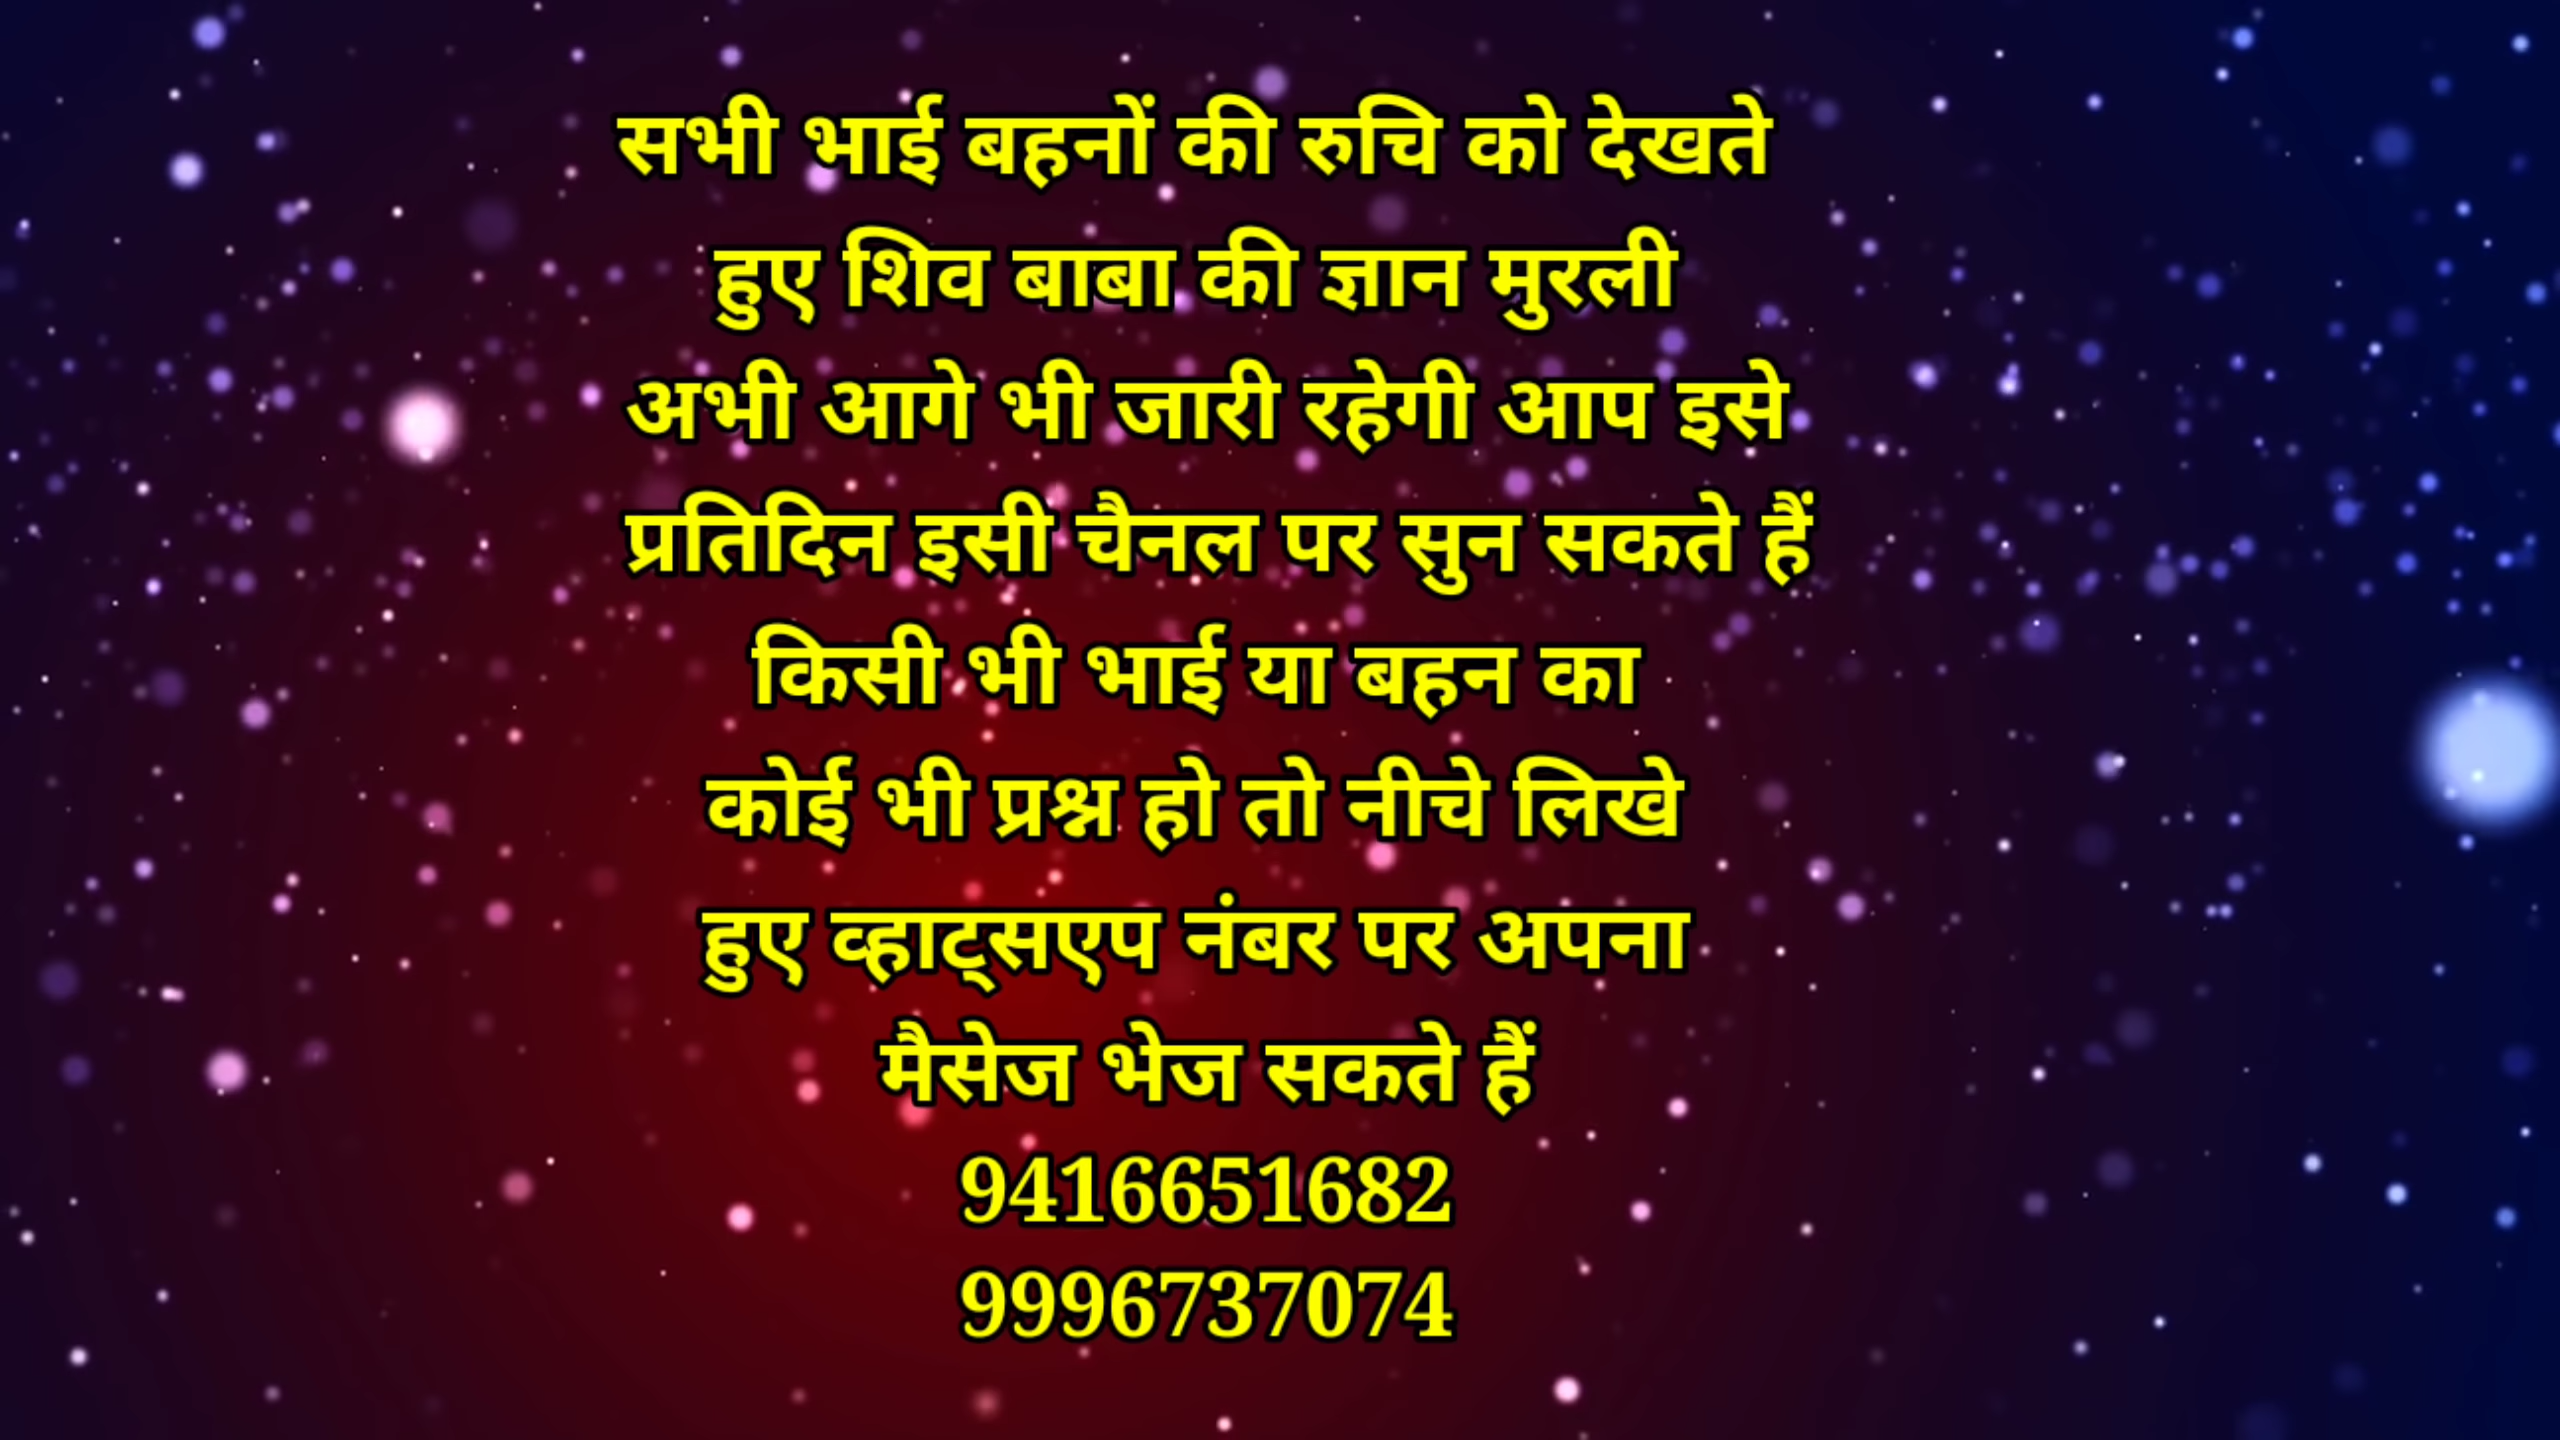 सभी भाई बहनों की रुचि को देखते
हुए शिव बाबा की ज्ञान मुरली
अभी आगे भी जारी रहेगी आप इसे
प्रतिदिन इसी चैनल पर सुन सकते हैं
किसी भी भाई या बहन का
कोई भी प्रश्न हो तो नीचे लिखे
हुए व्हाट्सएप नंबर पर अपना
मैसेज भेज सकते हैं
9416651682
9996737074